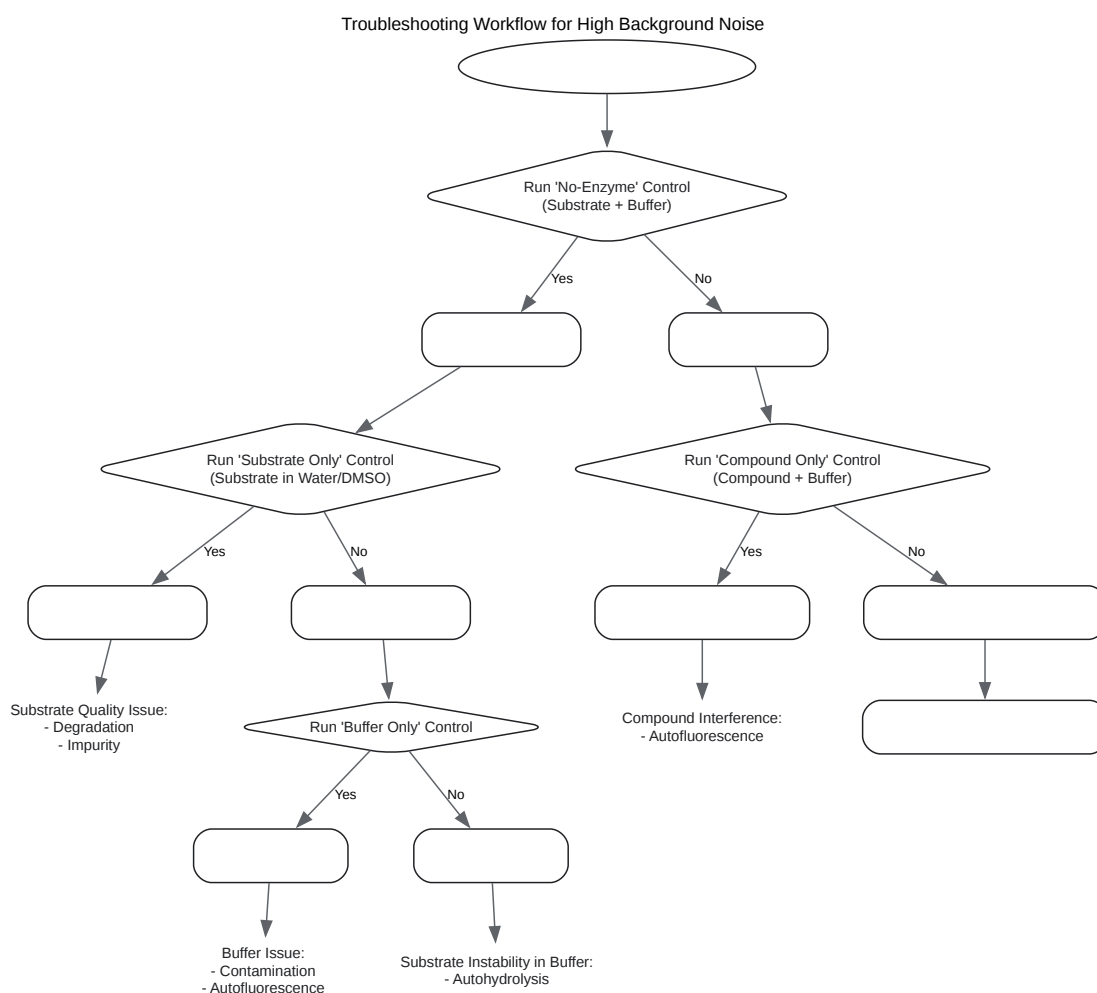 Troubleshooting Workflow for High Background Noise
Run 'No-Enzyme' Control
(Substrate + Buffer)
Yes
No
Run 'Substrate Only' Control
(Substrate in Water/DMSO)
Run 'Compound Only' Control
(Compound + Buffer)
Yes
No
Yes
No
Substrate Quality Issue:
- Degradation
- Impurity
Run 'Buffer Only' Control
Compound Interference:
- Autofluorescence
Yes
No
Buffer Issue:
- Contamination
- Autofluorescence
Substrate Instability in Buffer:
- Autohydrolysis